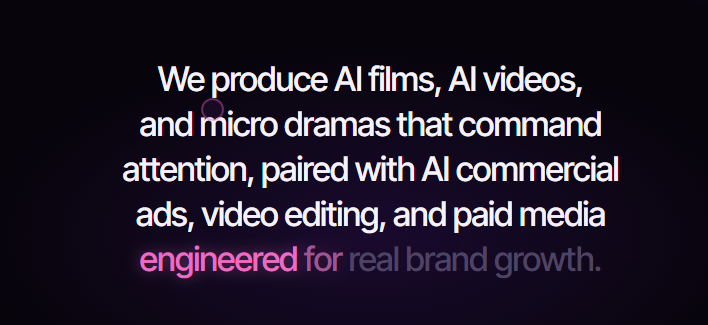 We produce AI films, AI videos,
and micro dramas that command
attention, paired with AI commercial
ads, video editing, and paid media
engineered for real brand growth.